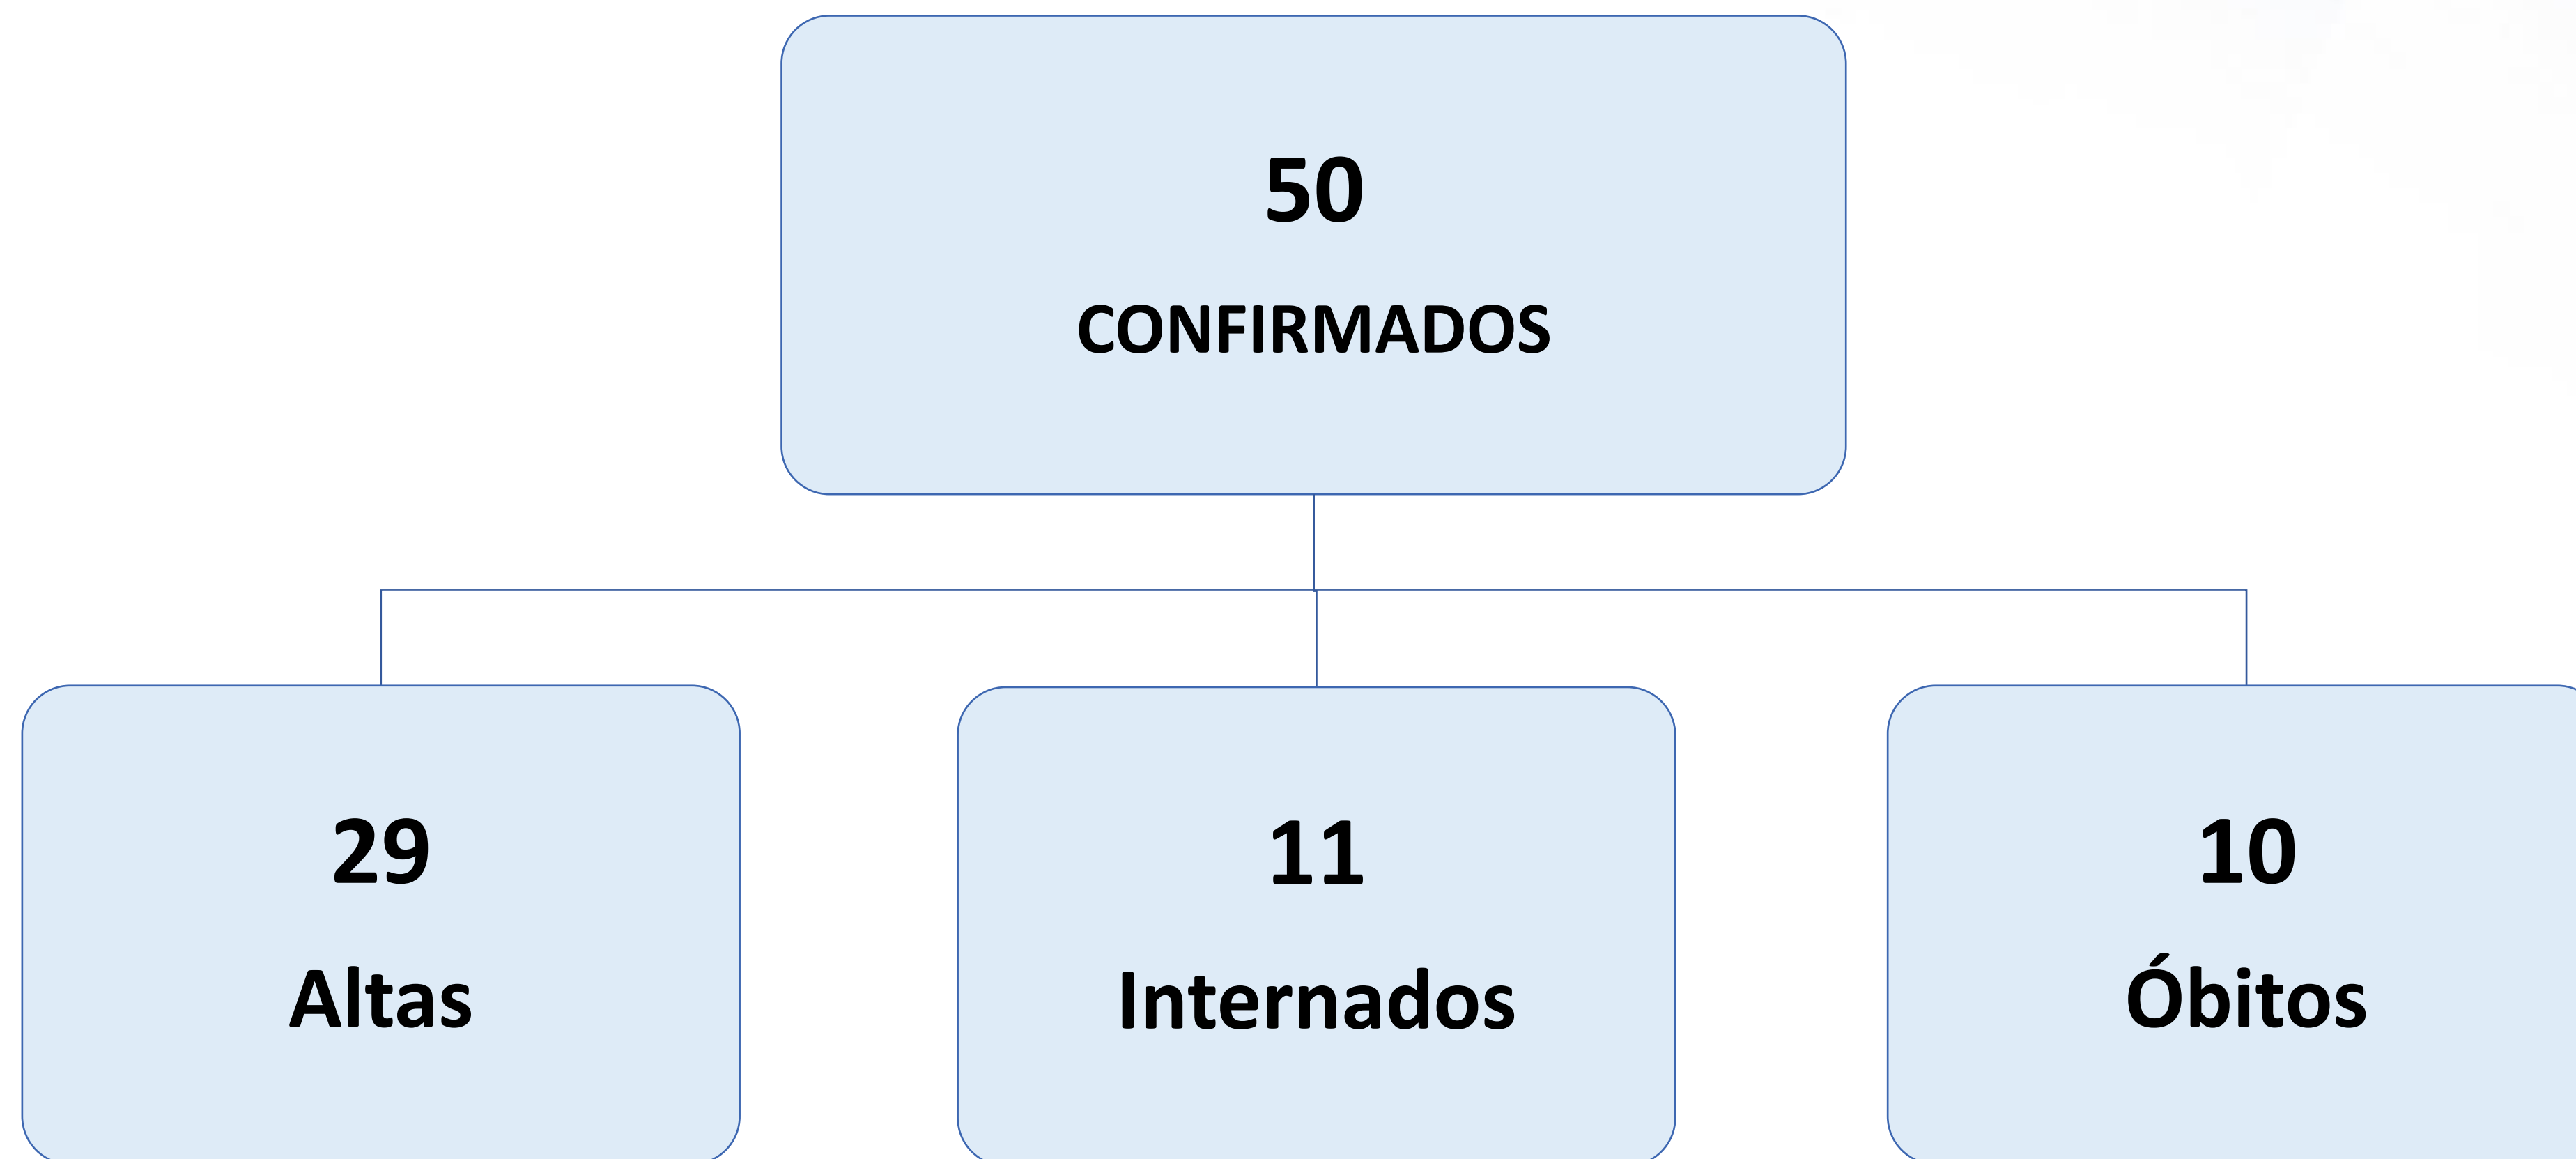 50
CONFIRMADOS
29
Altas
11
Internados
10
Óbitos